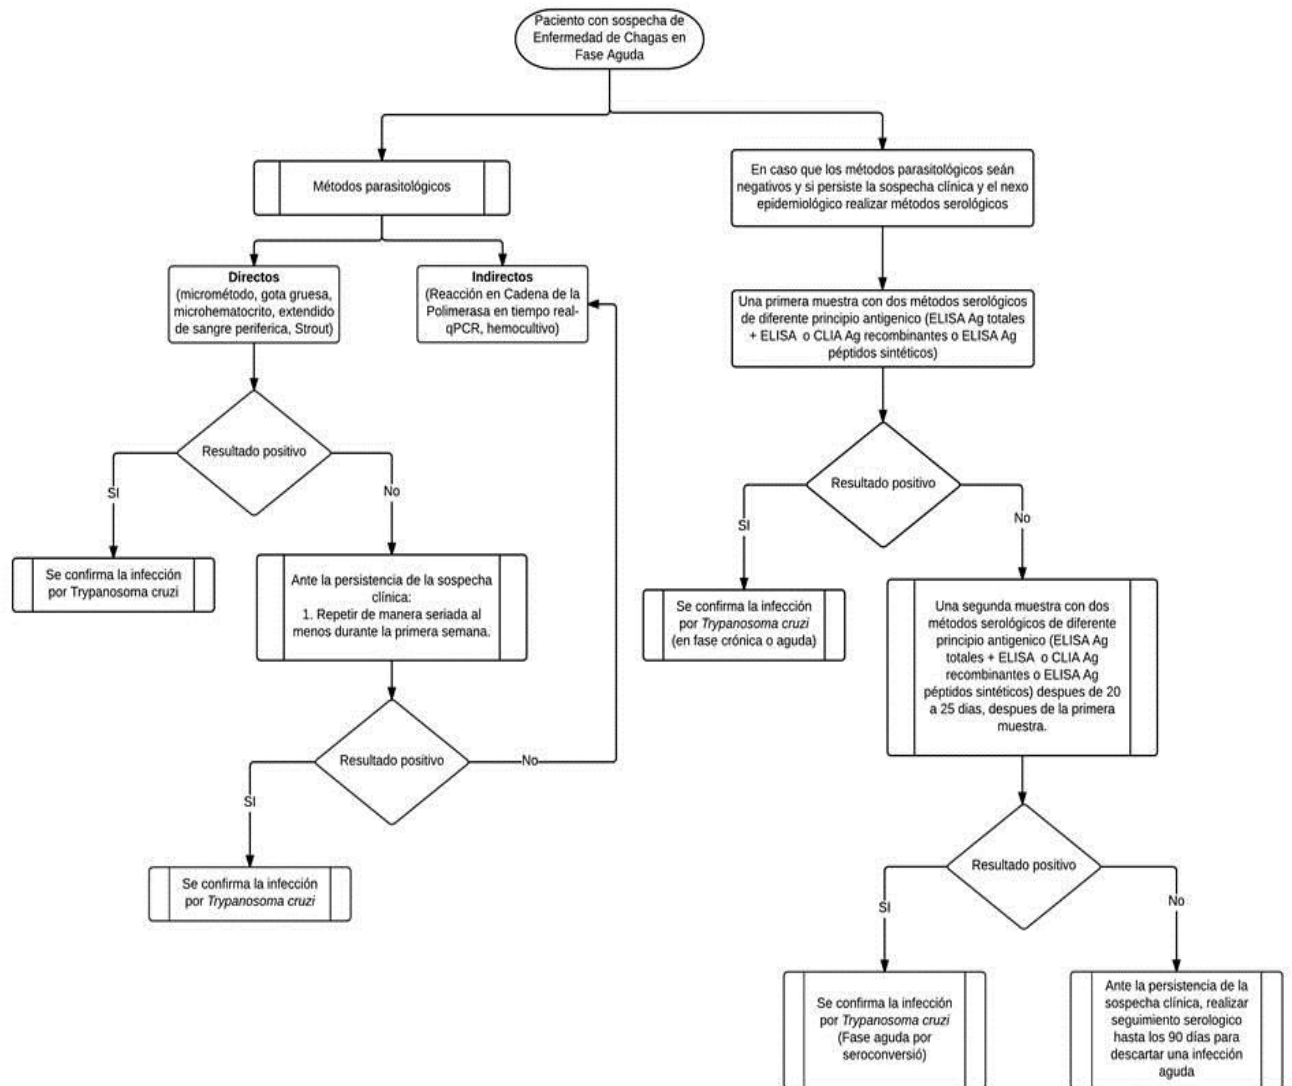 Paciento con sospecha de
Enfermedad de Chagas en
Fase Aguda
Métodos parasitológicos
Directos
(micrométodo, gota gruesa,
microhematocrito, extendido
de sangre periferica, Strout)
Indirectos
(Reacción en Cadena de la
Polimerasa en tiempo real-
qPCR, hemocultivo)
Resultado positivo
SI
No
Se confirma la infección
por Trypanosoma cruzi
Ante la persistencia de la sospecha
clínica:
1. Repetir de manera seriada al
menos durante la primera semana.
Resultado positivo
No
SI
Se confirma la infección
por Trypanosoma cruzi
En caso que los métodos parasitológicos seán
negativos y si persiste la sospecha clínica y el nexo
epidemiológico realizar métodos serológicos
Una primera muestra con dos métodos serológicos
de diferente principio antigenico (ELISA Ag totales
+ ELISA o CLIA Ag recombinantes o ELISA Ag
péptidos sintéticos)
Resultado positivo
SI
No
Se confirma la infección
por Trypanosoma cruzi
(en fase crónica o aguda)
Una segunda muestra con dos
métodos serológicos de diferente
principio antigenico (ELISA Ag
totales + ELISA o CLIA Ag
recombinantes o ELISA Ag
péptidos sintéticos) despues de 20
a 25 dias, despues de la primera
muestra.
Resultado positivo
SI
No
Se confirma la infección
por Trypanosoma cruzi
(Fase aguda por
seroconversió)
Ante la persistencia de la
sospecha clínica, realizar
seguimiento serologico
hasta los 90 días para
descartar una infección
aguda